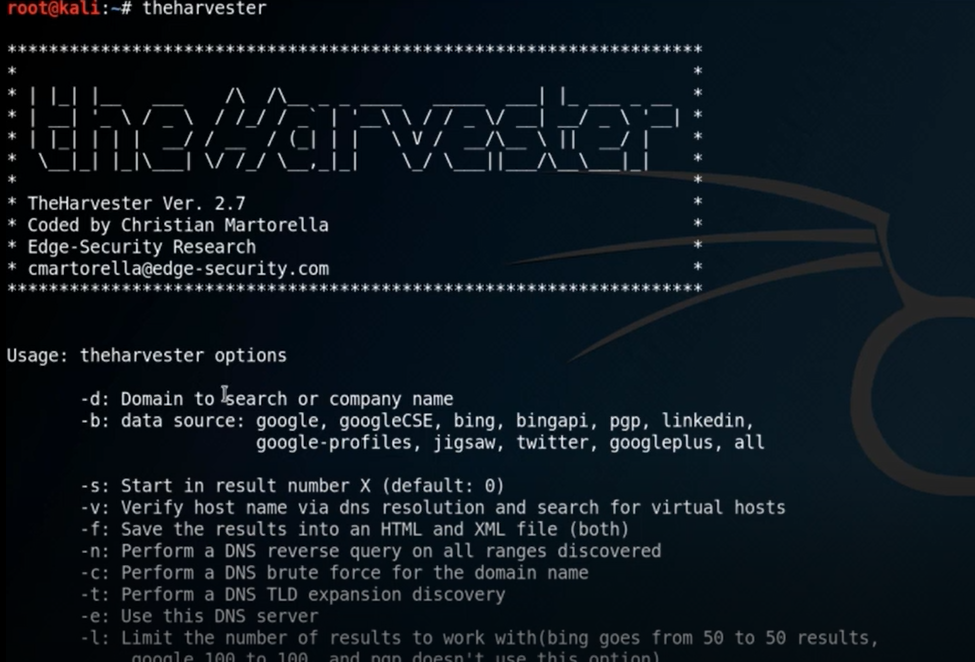 root@kali:~# theharvester
*******************************************************************
* *
* theHarvester *
* *
* TheHarvester Ver. 2.7 *
* Coded by Christian Martorella *
* Edge-Security Research *
* cmartorella@edge-security.com *
*******************************************************************
Usage: theharvester options
-d: Domain to search or company name
-b: data source: google, googleCSE, bing, bingapi, pgp, linkedin,
google-profiles, jigsaw, twitter, googleplus, all
-s: Start in result number X (default: 0)
-v: Verify host name via dns resolution and search for virtual hosts
-f: Save the results into an HTML and XML file (both)
-n: Perform a DNS reverse query on all ranges discovered
-c: Perform a DNS brute force for the domain name
-t: Perform a DNS TLD expansion discovery
-e: Use this DNS server
-l: Limit the number of results to work with(bing goes from 50 to 50 results,
google 100 to 100, and pgp doesn't use this option)